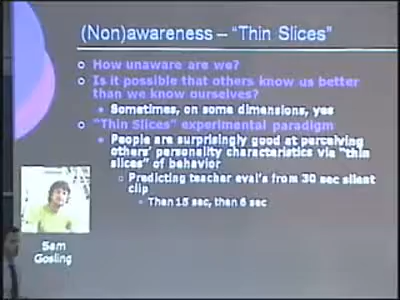 (Non)awareness – “Thin Slices”
How unaware are we?
Is it possible that others know us better
than we know ourselves?
Sometimes, on some dimensions, yes
“Thin Slices” experimental paradigm
People are surprisingly good at perceiving
others’ personality characteristics via “thin
slices” of behavior
Predicting teacher eval’s from 30 sec silent
clip
Then 15 sec, then 6 sec
Sam
Gosling